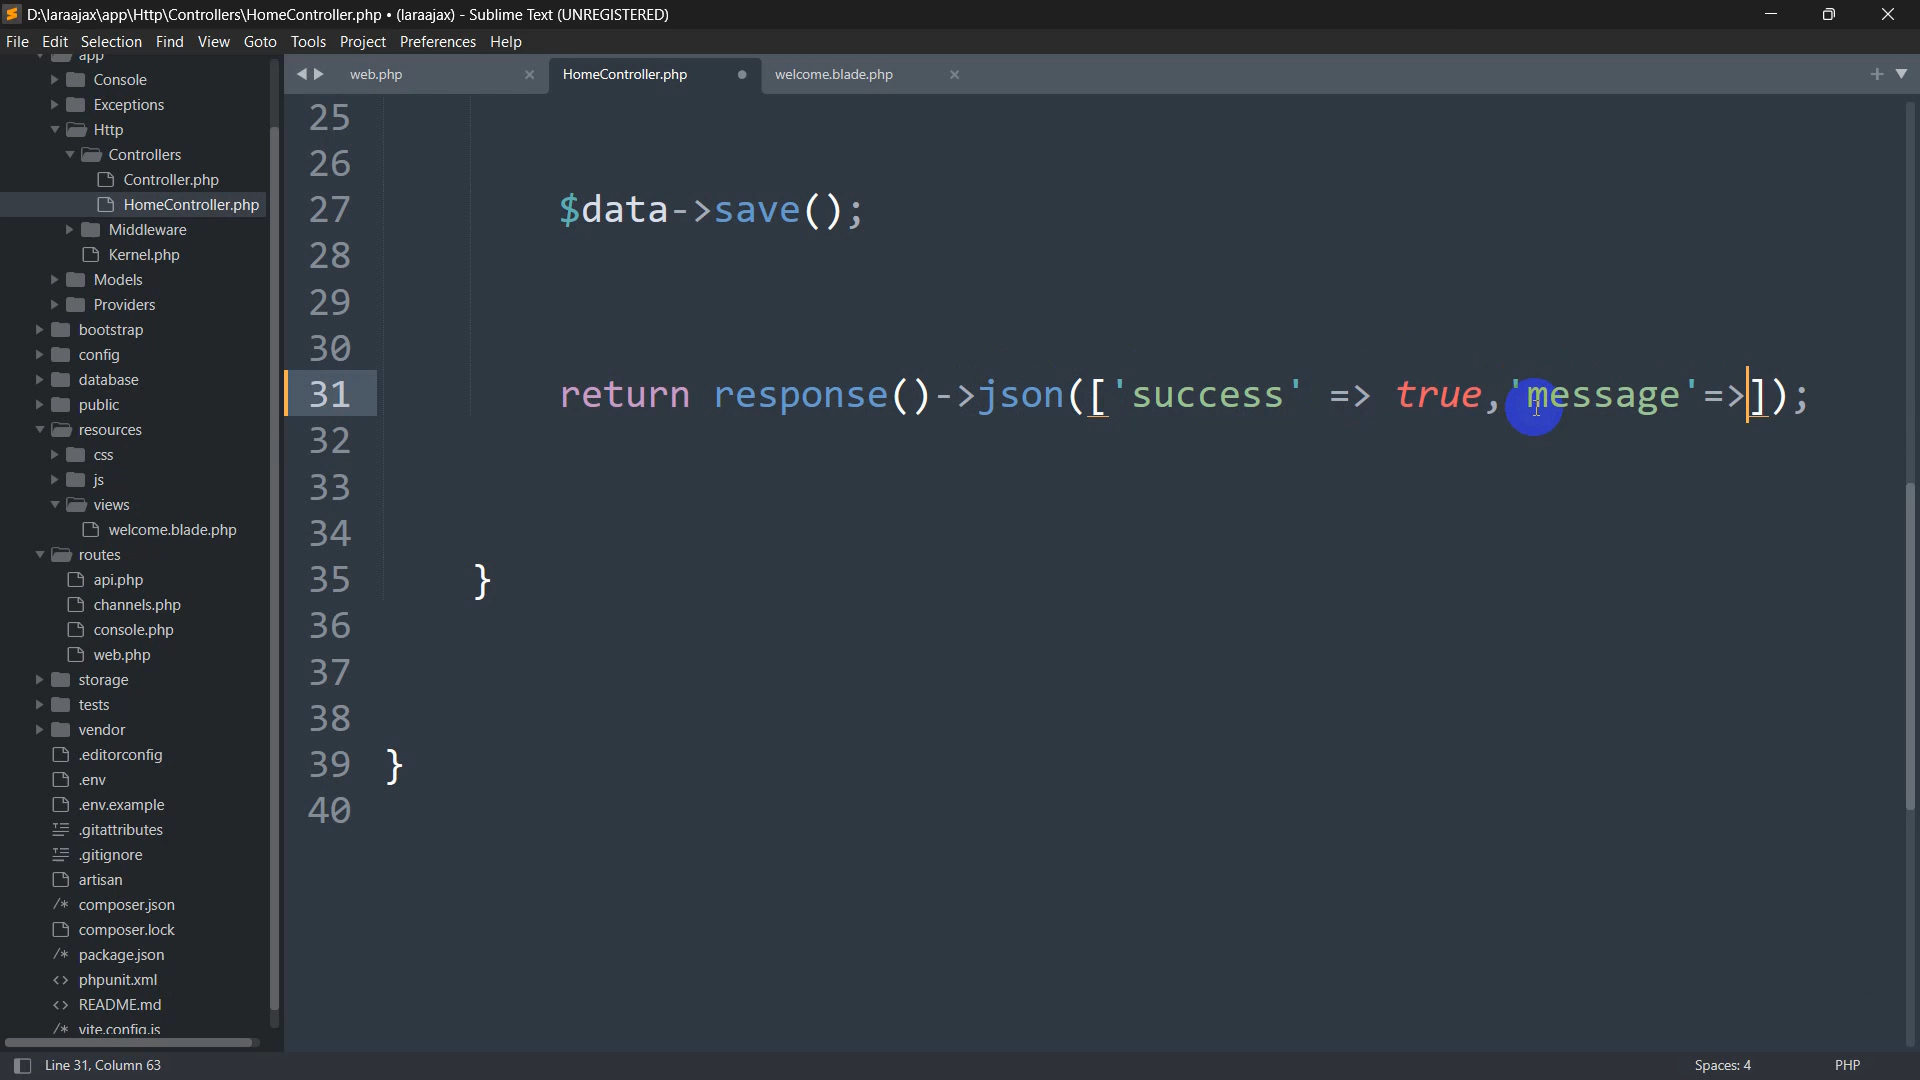 D:\laraajax\app\Http\Controllers\HomeController.php • (laraajax) - Sublime Text (UNREGISTERED)
File Edit Selection Find View Goto Tools Project Preferences Help
app
Console
Exceptions
Http
Controllers
Controller.php
HomeController.php
Middleware
Kernel.php
Models
Providers
bootstrap
config
database
public
resources
css
js
views
welcome.blade.php
routes
api.php
channels.php
console.php
web.php
storage
tests
vendor
.editorconfig
.env
.env.example
.gitattributes
.gitignore
artisan
composer.json
composer.lock
package.json
phpunit.xml
README.md
vite.config.js
web.php HomeController.php welcome.blade.php
25
26
27 $data->save();
28
29
30
31 return response()->json(['success' => true,'message'=>]);
32
33
34
35 }
36
37
38
39 }
40
Line 31, Column 63 Spaces: 4 PHP